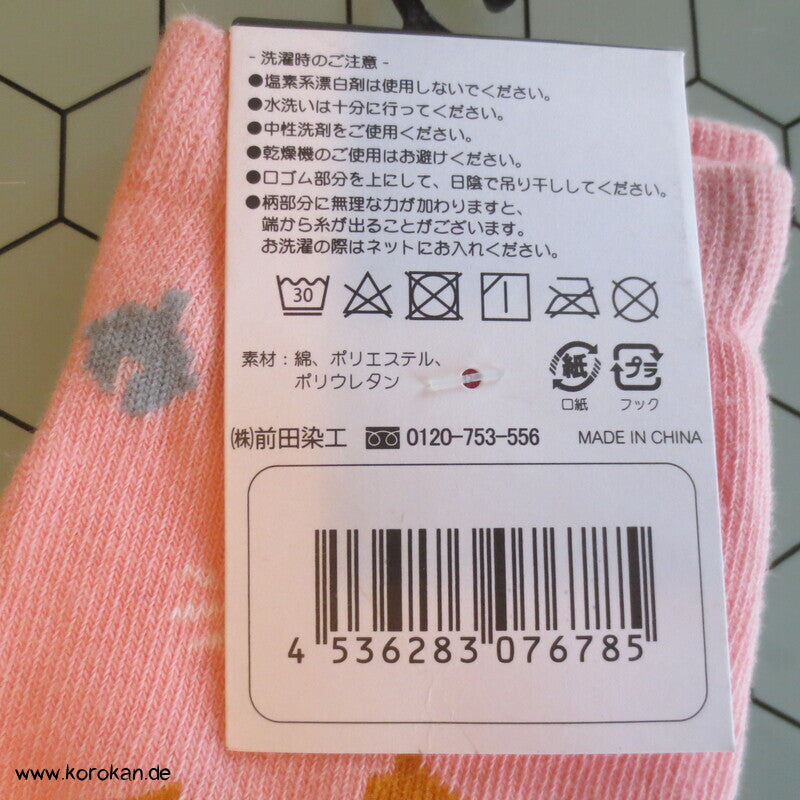 - 洗濯時のご注意 -
●塩素系漂白剤は使用しないでください。
●水洗いは十分に行ってください。
●中性洗剤をご使用ください。
●乾燥機のご使用はお避けください。
●口ゴム部分を上にして、日陰で吊り干ししてください。
●柄部分に無理な力が加わりますと、
端から糸が出ることがございます。
お洗濯の際はネットにお入れください。
30
素材：綿、ポリエステル、
ポリウレタン
紙 プラ
口紙 フック
㈱前田染工 0120-753-556 MADE IN CHINA
4 536283 076785
www.korokan.de